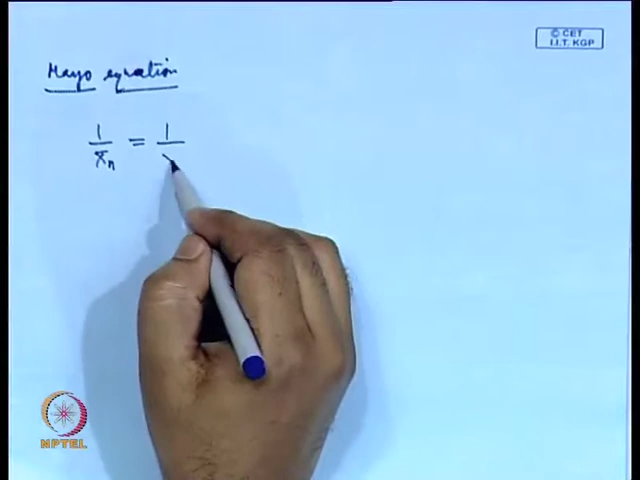 © CET
I.I.T. KGP
Mayo equation
1/x̄n = 1/
NPTEL